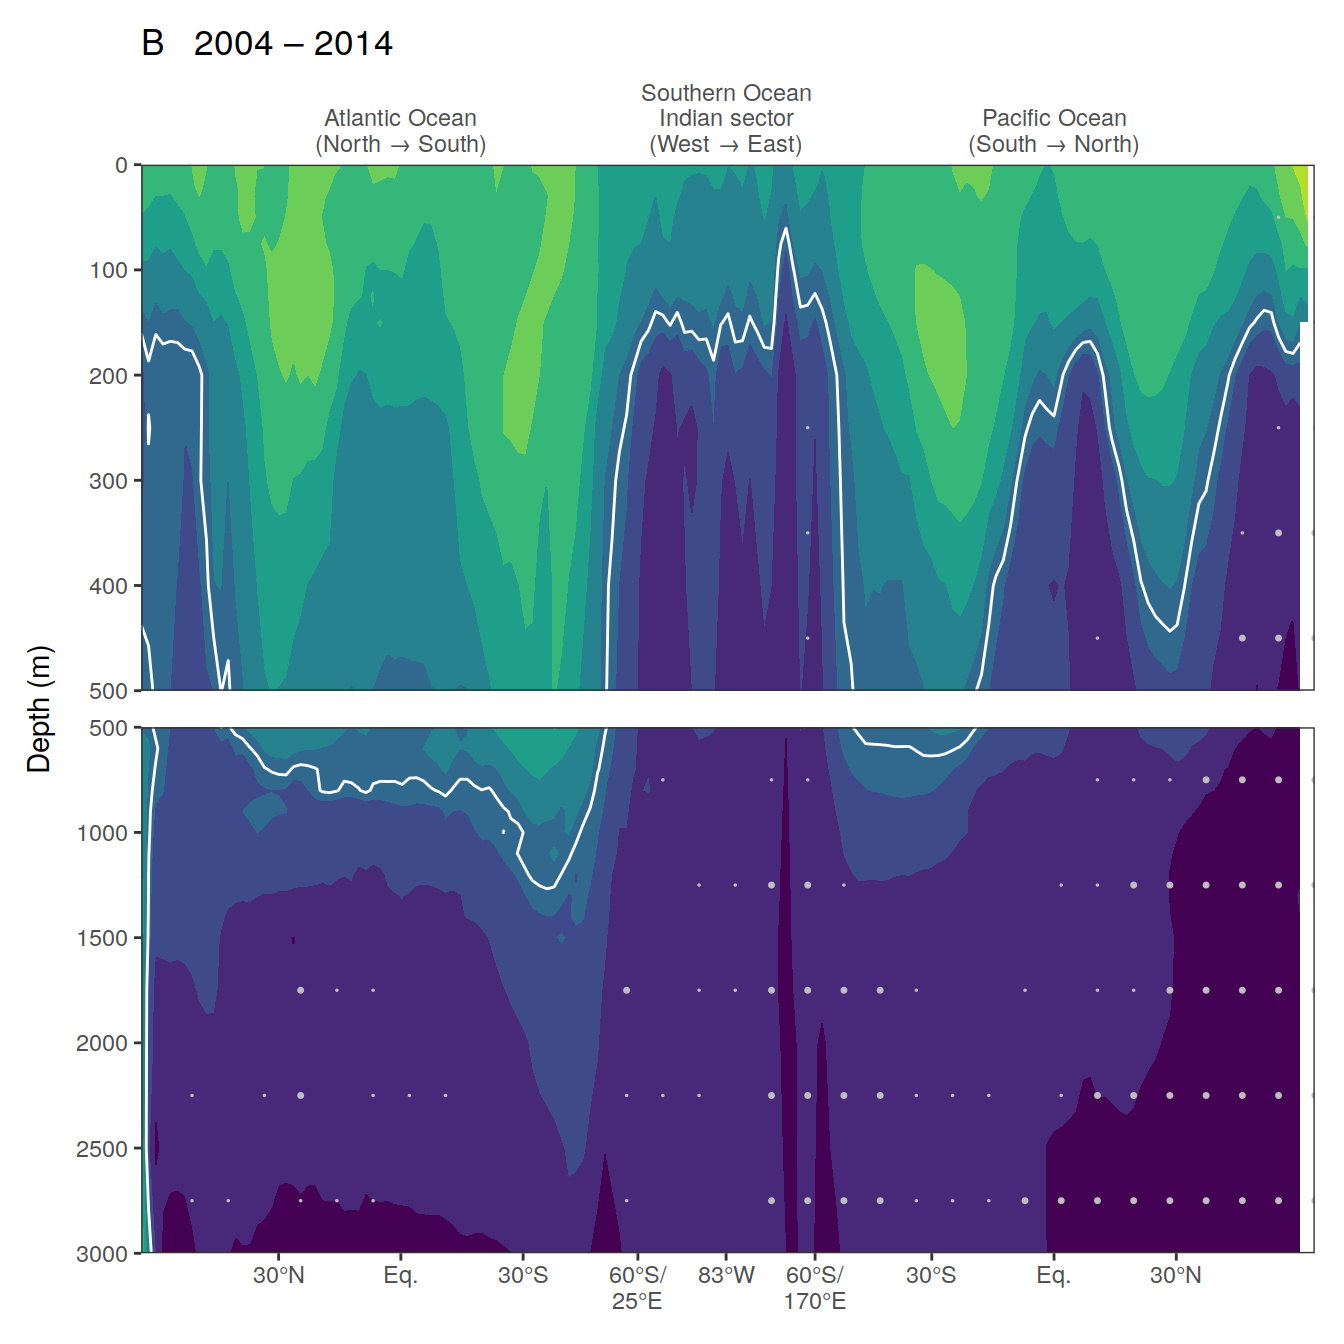 B 2004 – 2014
Atlantic Ocean
(North → South)
Southern Ocean
Indian sector
(West → East)
Pacific Ocean
(South → North)
Depth (m)
0
100
200
300
400
500
500
1000
1500
2000
2500
3000
30°N
Eq.
30°S
60°S/
25°E
83°W
60°S/
170°E
30°S
Eq.
30°N